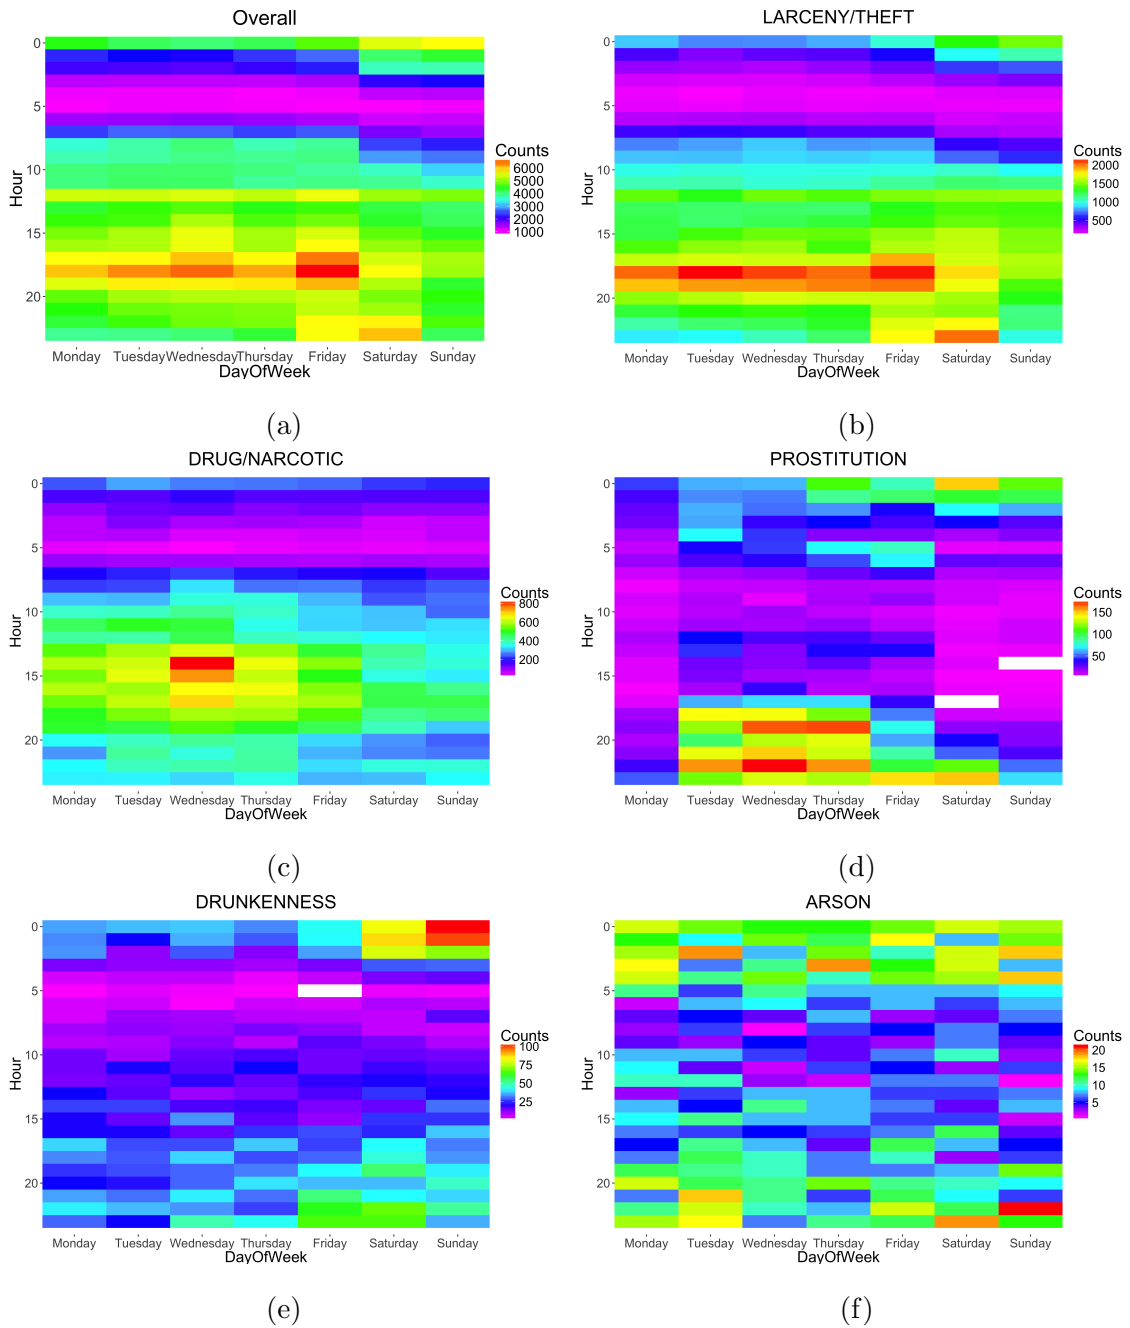 Overall
Hour
0
5
10
15
20
Monday Tuesday Wednesday Thursday Friday Saturday Sunday
DayOfWeek
Counts
6000
5000
4000
3000
2000
1000
(a)
LARCENY/THEFT
Hour
0
5
10
15
20
Monday Tuesday Wednesday Thursday Friday Saturday Sunday
DayOfWeek
Counts
2000
1500
1000
500
(b)
DRUG/NARCOTIC
Hour
0
5
10
15
20
Monday Tuesday Wednesday Thursday Friday Saturday Sunday
DayOfWeek
Counts
800
600
400
200
(c)
PROSTITUTION
Hour
0
5
10
15
20
Monday Tuesday Wednesday Thursday Friday Saturday Sunday
DayOfWeek
Counts
150
100
50
(d)
DRUNKENNESS
Hour
0
5
10
15
20
Monday Tuesday Wednesday Thursday Friday Saturday Sunday
DayOfWeek
Counts
100
75
50
25
(e)
ARSON
Hour
0
5
10
15
20
Monday Tuesday Wednesday Thursday Friday Saturday Sunday
DayOfWeek
Counts
20
15
10
5
(f)